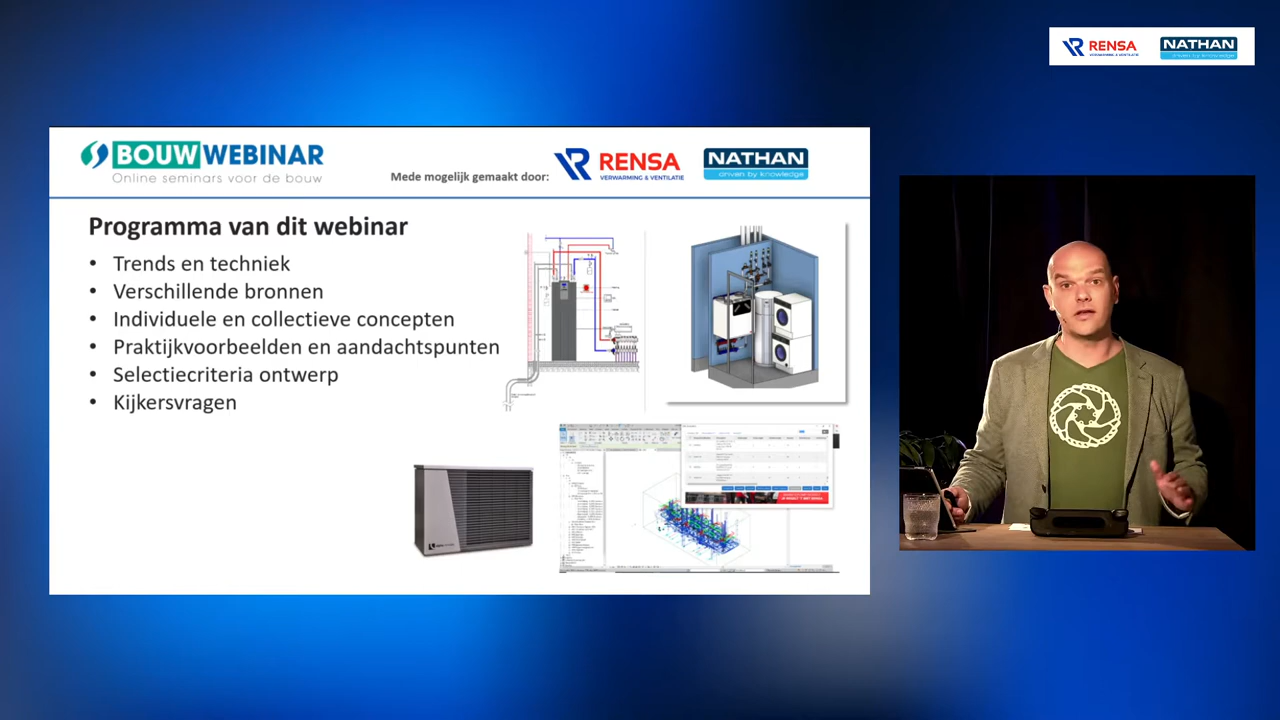 RENSA
VERWARMING & VENTILATIE
NATHAN
driven by knowledge
BOUWWEBINAR
Online seminars voor de bouw
Mede mogelijk gemaakt door:
RENSA
VERWARMING & VENTILATIE
NATHAN
driven by knowledge
Programma van dit webinar
• Trends en techniek
• Verschillende bronnen
• Individuele en collectieve concepten
• Praktijkvoorbeelden en aandachtspunten
• Selectiecriteria ontwerp
• Kijkersvragen